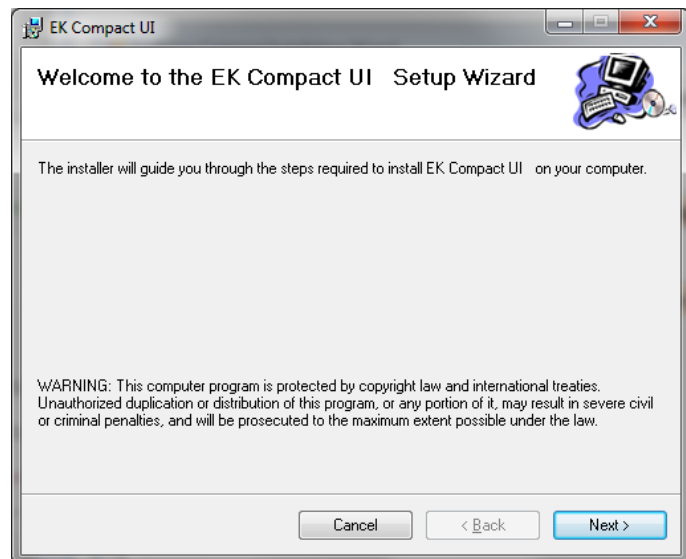 EK Compact UI
Welcome to the EK Compact UI   Setup Wizard
The installer will guide you through the steps required to install EK Compact UI   on your computer.
WARNING: This computer program is protected by copyright law and international treaties.
Unauthorized duplication or distribution of this program, or any portion of it, may result in severe civil
or criminal penalties, and will be prosecuted to the maximum extent possible under the law.
Cancel
< Back
Next >